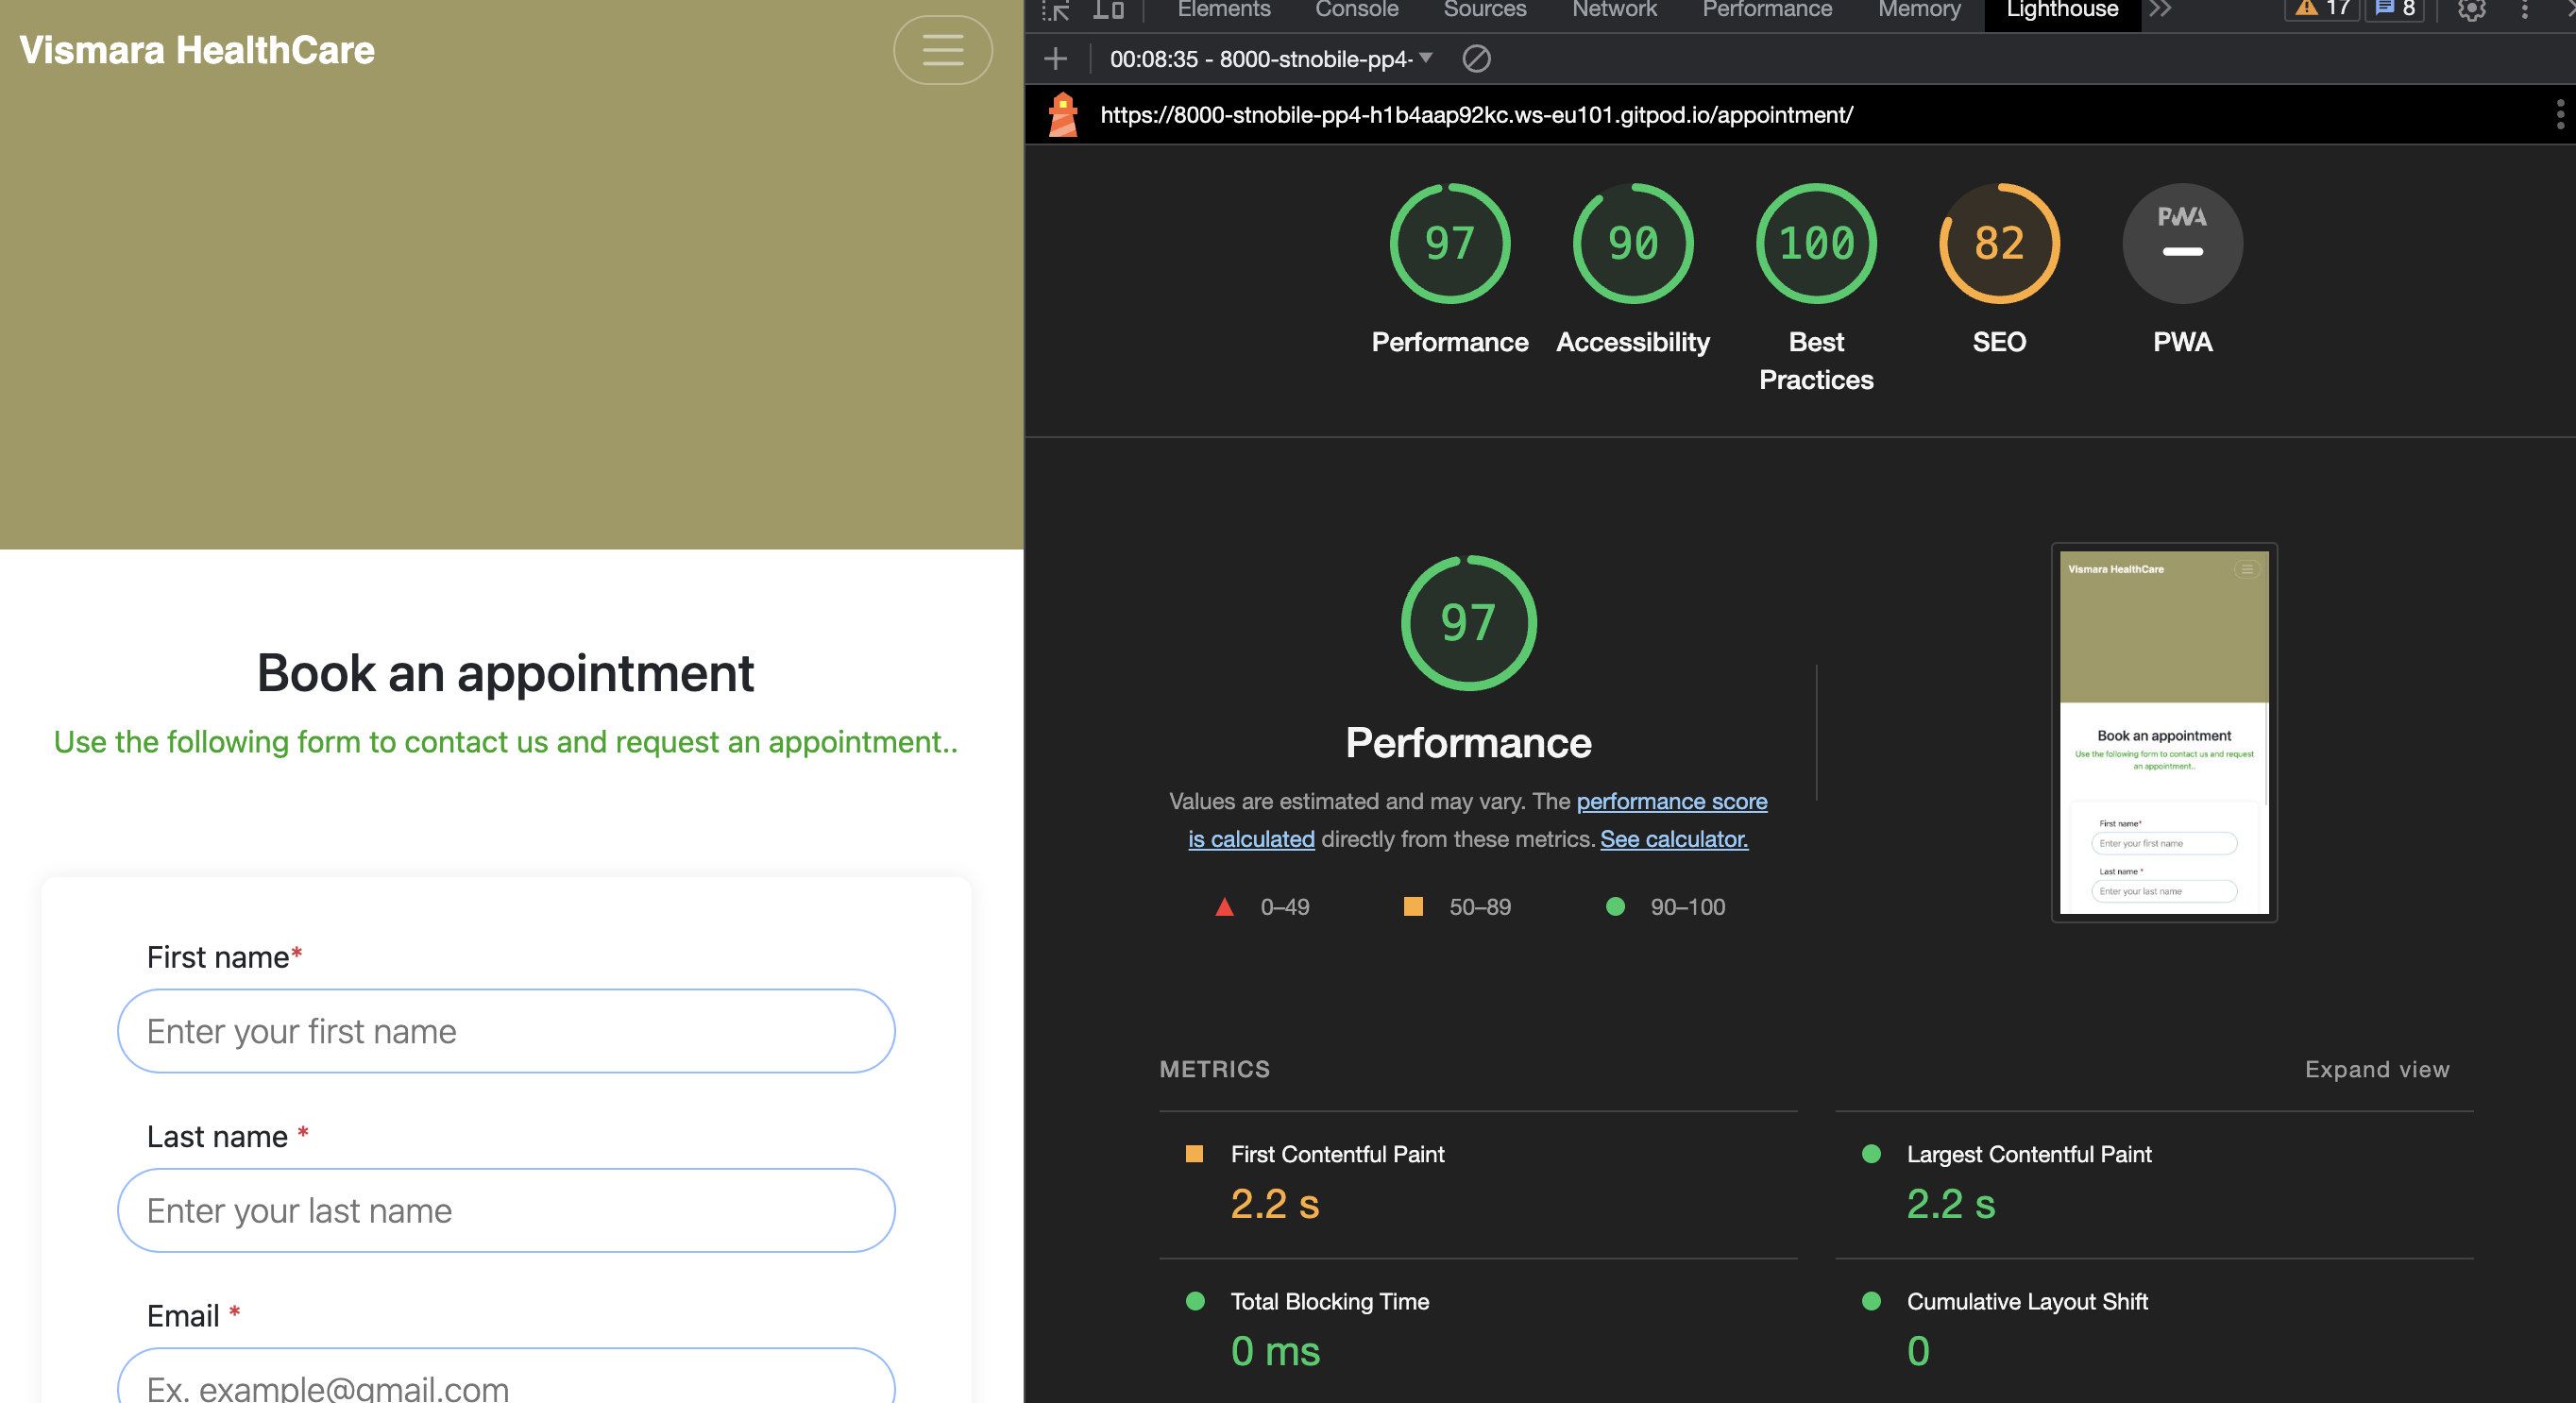 Vismara HealthCare
Book an appointment
Use the following form to contact us and request an appointment..
First name*
Enter your first name
Last name *
Enter your last name
Email *
Ex. example@gmail.com
Elements Console Sources Network Performance Memory Lighthouse 17 8
00:08:35 - 8000-stnobile-pp4-
https://8000-stnobile-pp4-h1b4aap92kc.ws-eu101.gitpod.io/appointment/
97 90 100 82 PWA
Performance Accessibility Best Practices SEO PWA
97
Performance
Values are estimated and may vary. The performance score
is calculated directly from these metrics. See calculator.
0–49 50–89 90–100
Vismara HealthCare
Book an appointment
Use the following form to contact us and request
an appointment..
First name*
Enter your first name
Last name *
Enter your last name
METRICS
Expand view
First Contentful Paint
2.2 s
Largest Contentful Paint
2.2 s
Total Blocking Time
0 ms
Cumulative Layout Shift
0